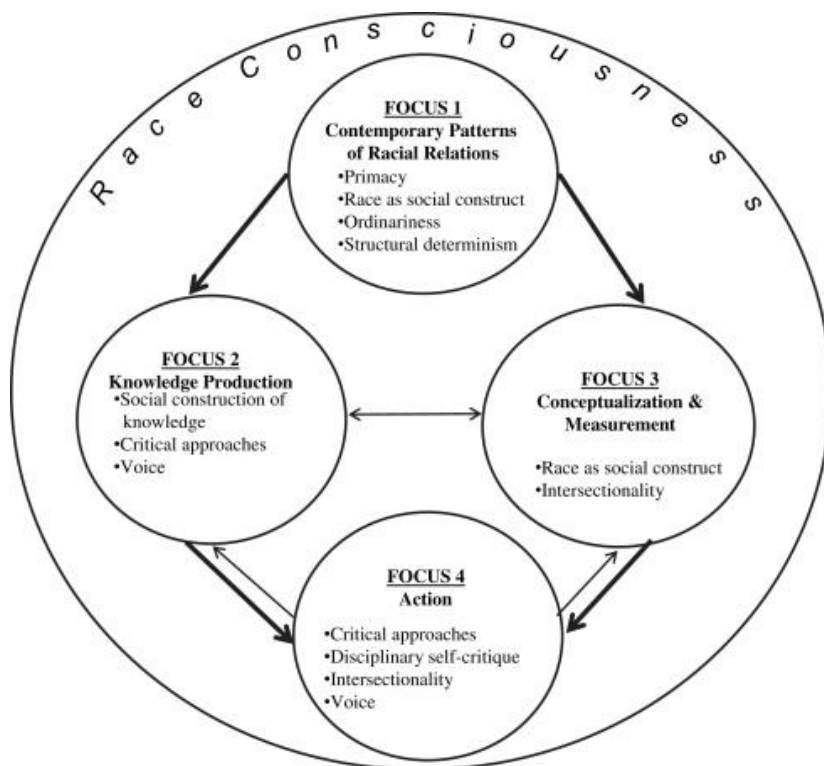 Race Consciousness
FOCUS 1
Contemporary Patterns
of Racial Relations
•Primacy
•Race as social construct
•Ordinariness
•Structural determinism
FOCUS 2
Knowledge Production
•Social construction of
knowledge
•Critical approaches
•Voice
FOCUS 3
Conceptualization &
Measurement
•Race as social construct
•Intersectionality
FOCUS 4
Action
•Critical approaches
•Disciplinary self-critique
•Intersectionality
•Voice